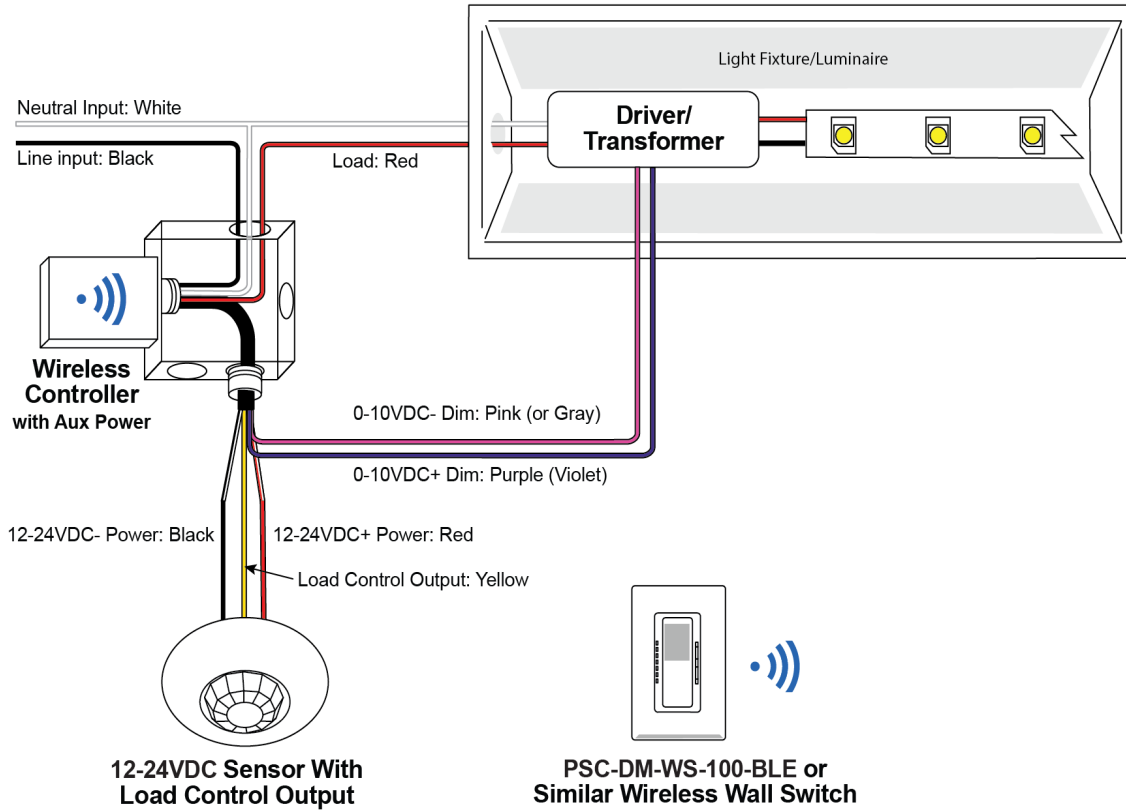 Light Fixture/Luminaire
Neutral Input: White
Driver/
Transformer
Line input: Black
Load: Red
Wireless
Controller
with Aux Power
0-10VDC- Dim: Pink (or Gray)
0-10VDC+ Dim: Purple (Violet)
12-24VDC- Power: Black
12-24VDC+ Power: Red
Load Control Output: Yellow
12-24VDC Sensor With
Load Control Output
PSC-DM-WS-100-BLE or
Similar Wireless Wall Switch